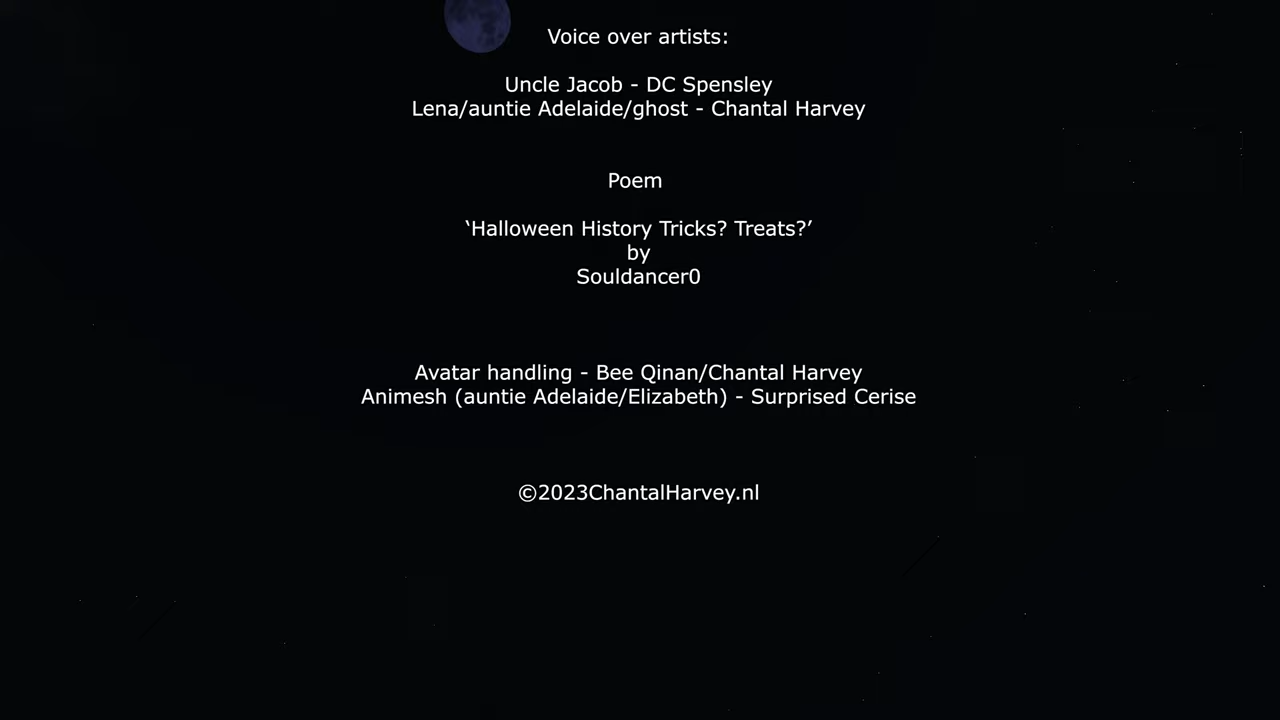 Voice over artists:
Uncle Jacob - DC Spensley
Lena/auntie Adelaide/ghost - Chantal Harvey
Poem
‘Halloween History Tricks? Treats?’
by
Souldancer0
Avatar handling - Bee Qinan/Chantal Harvey
Animesh (auntie Adelaide/Elizabeth) - Surprised Cerise
©2023ChantalHarvey.nl